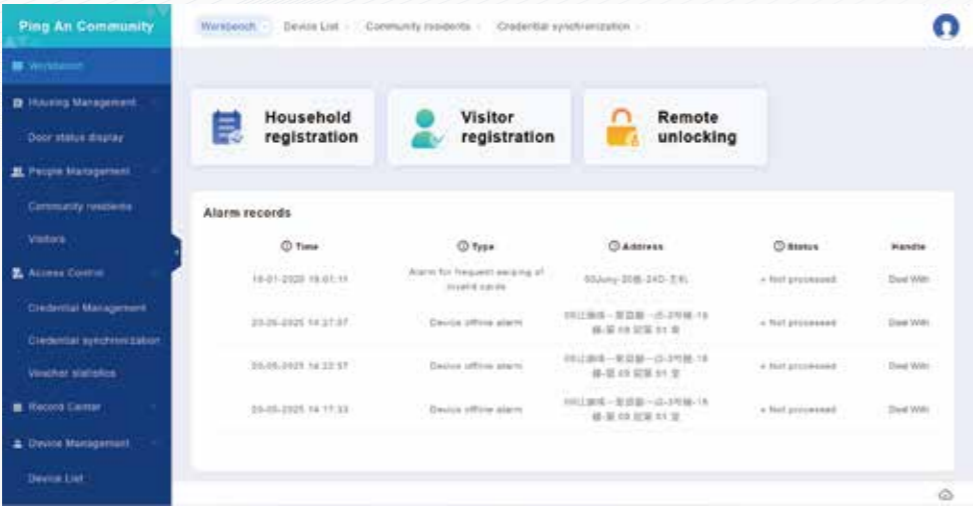 Ping An Community
Workbench
Device List
Community residents
Credential synchronization
Workbench
Housing Management
Door status display
People Management
Community residents
Visitors
Access Control
Credential Management
Credential synchronization
Voucher statistics
Record Center
Device Management
Device List
Household
registration
Visitor
registration
Remote
unlocking
Alarm records
Time
Type
Address
Status
Handle
Alarm for frequent swiping of
invalid cards
Not processed
Deal With
Device offline alarm
Not processed
Deal With
Device offline alarm
Not processed
Deal With
Device offline alarm
Not processed
Deal With